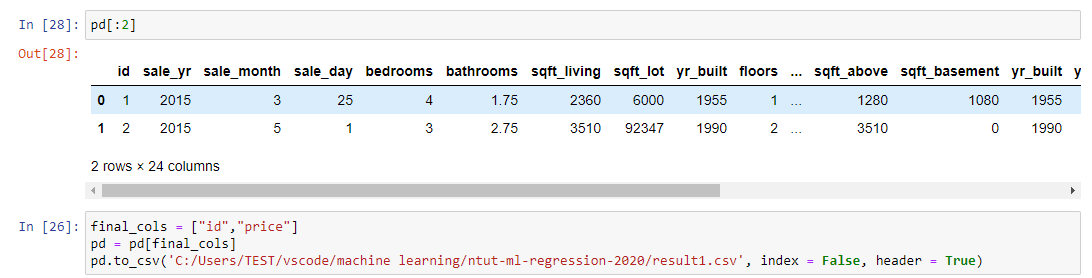 In [28]: pd[:2]
Out[28]:
id sale_yr sale_month sale_day bedrooms bathrooms sqft_living sqft_lot yr_built floors ... sqft_above sqft_basement yr_built y
0 1 2015 3 25 4 1.75 2360 6000 1955 1 ... 1280 1080 1955
1 2 2015 5 1 3 2.75 3510 92347 1990 2 ... 3510 0 1990
2 rows × 24 columns
In [26]: final_cols = ["id","price"]
pd = pd[final_cols]
pd.to_csv('C:/Users/TEST/vscode/machine learning/ntut-ml-regression-2020/result1.csv', index = False, header = True)